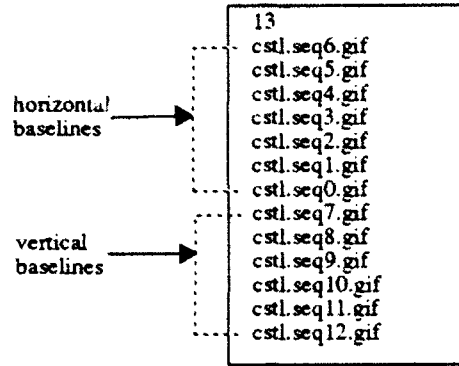 13
cstl.seq6.gif
cstl.seq5.gif
cstl.seq4.gif
cstl.seq3.gif
cstl.seq2.gif
cstl.seq1.gif
cstl.seq0.gif
cstl.seq7.gif
cstl.seq8.gif
cstl.seq9.gif
cstl.seq10.gif
cstl.seq11.gif
cstl.seq12.gif
horizontal
baselines
vertical
baselines